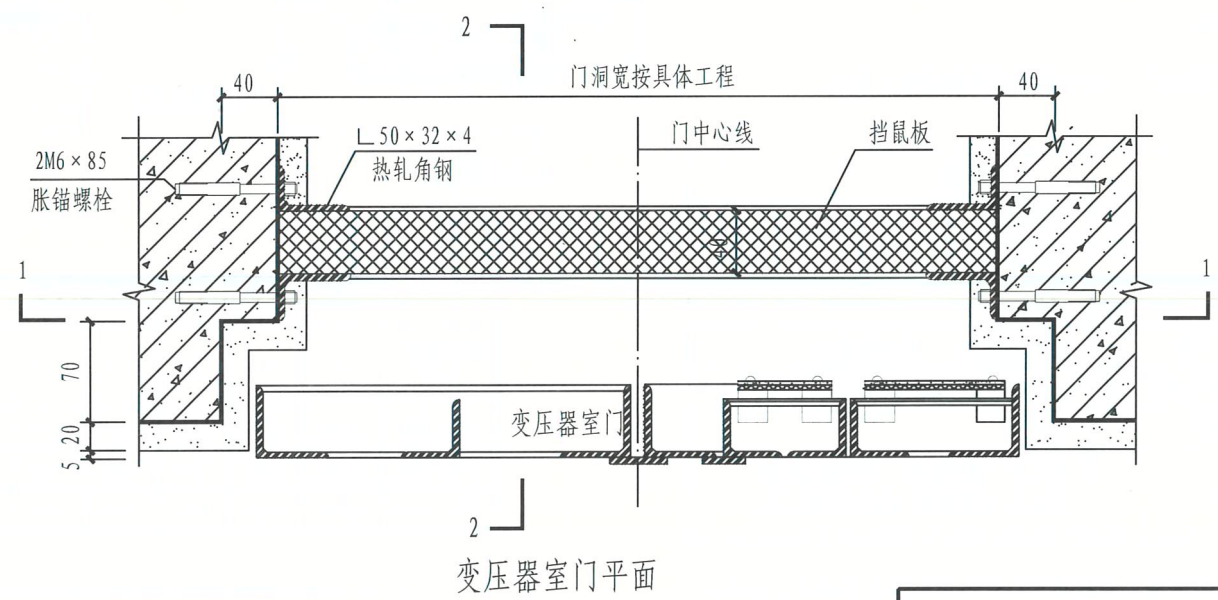 2
门洞宽按具体工程
40
40
∟50×32×4
热轧角钢
门中心线
挡鼠板
2M6×85
胀锚螺栓
1
1
70
20
5
变压器室门
2
变压器室门平面